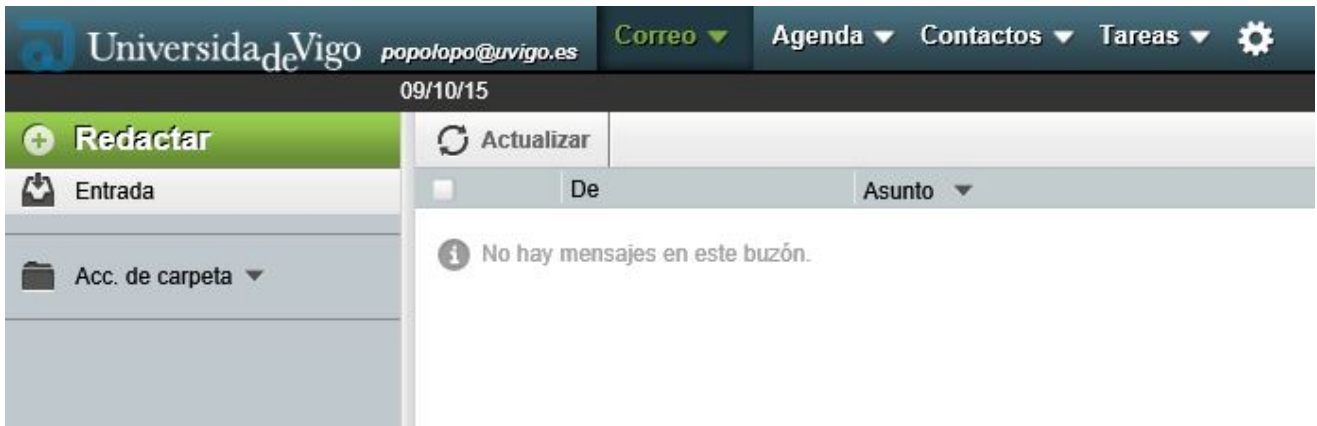 UniversidadeVigo popolopo@uvigo.es Correo Agenda Contactos Tareas
09/10/15
Redactar
Actualizar
Entrada
De Asunto
No hay mensajes en este buzón.
Acc. de carpeta